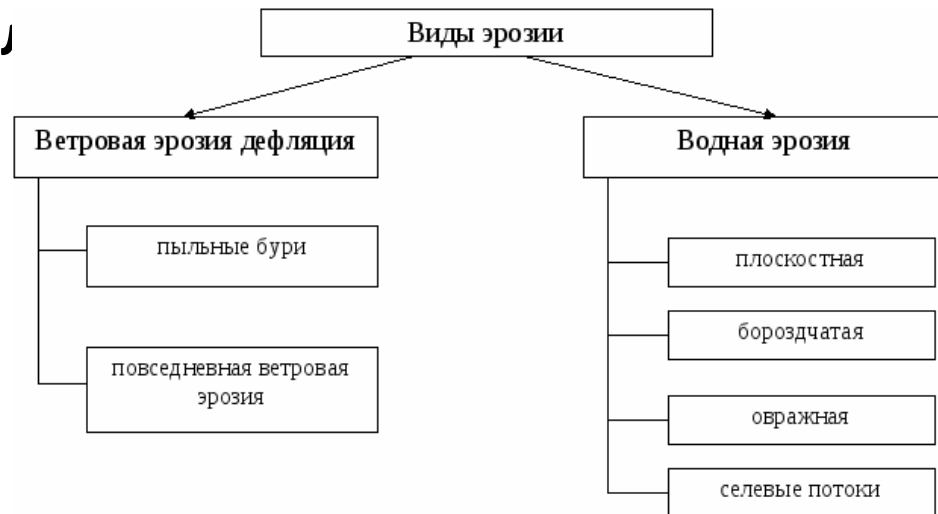 Виды эрозии
Ветровая эрозия дефляция
Водная эрозия
пыльные бури
повседневная ветровая
эрозия
плоскостная
бороздчатая
овражная
селевые потоки